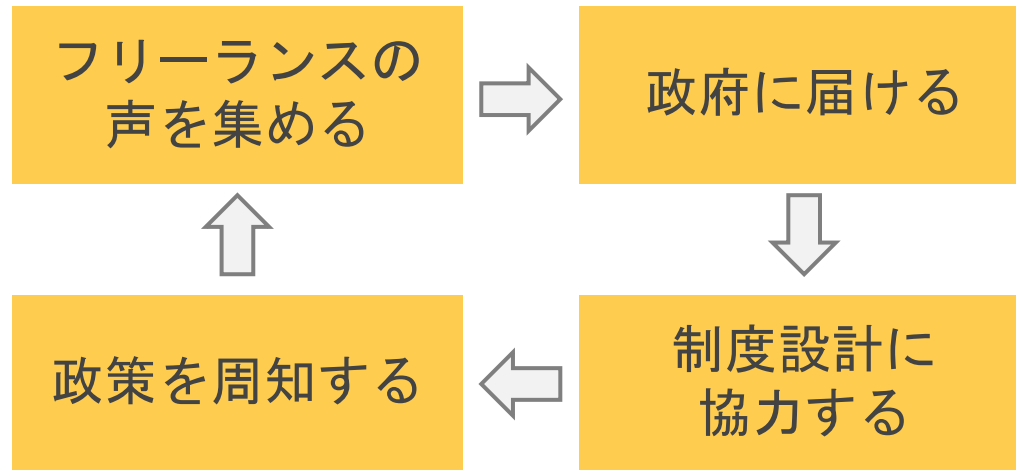 フリーランスの
声を集める
政府に届ける
政策を周知する
制度設計に
協力する